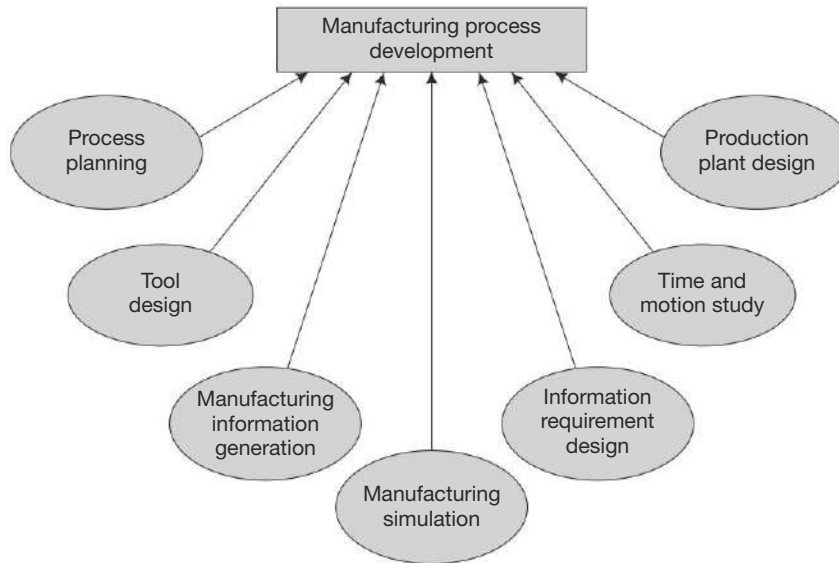 Manufacturing process
development
Process
planning
Production
plant design
Tool
design
Time and
motion study
Manufacturing
information
generation
Information
requirement
design
Manufacturing
simulation